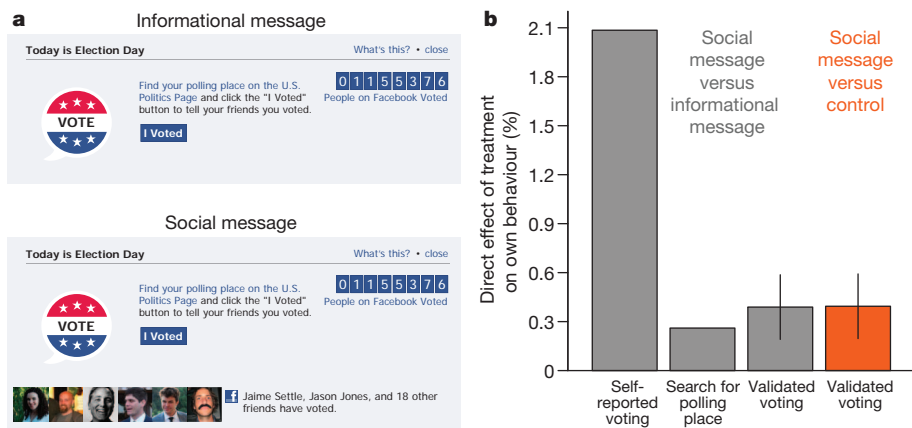 a
Informational message
Today is Election Day
What's this? • close
Find your polling place on the U.S.
Politics Page and click the "I Voted"
button to tell your friends you voted.
I Voted
VOTE
0 1 1 5 5 3 7 6
People on Facebook Voted
Social message
Today is Election Day
What's this? • close
Find your polling place on the U.S.
Politics Page and click the "I Voted"
button to tell your friends you voted.
I Voted
VOTE
0 1 1 5 5 3 7 6
People on Facebook Voted
f Jaime Settle, Jason Jones, and 18 other
friends have voted.
b
Direct effect of treatment
on own behaviour (%)
2.1
1.8
1.5
1.2
0.9
0.6
0.3
0
Social
message
versus
informational
message
Social
message
versus
control
Self-
reported
voting
Search for
polling
place
Validated
voting
Validated
voting